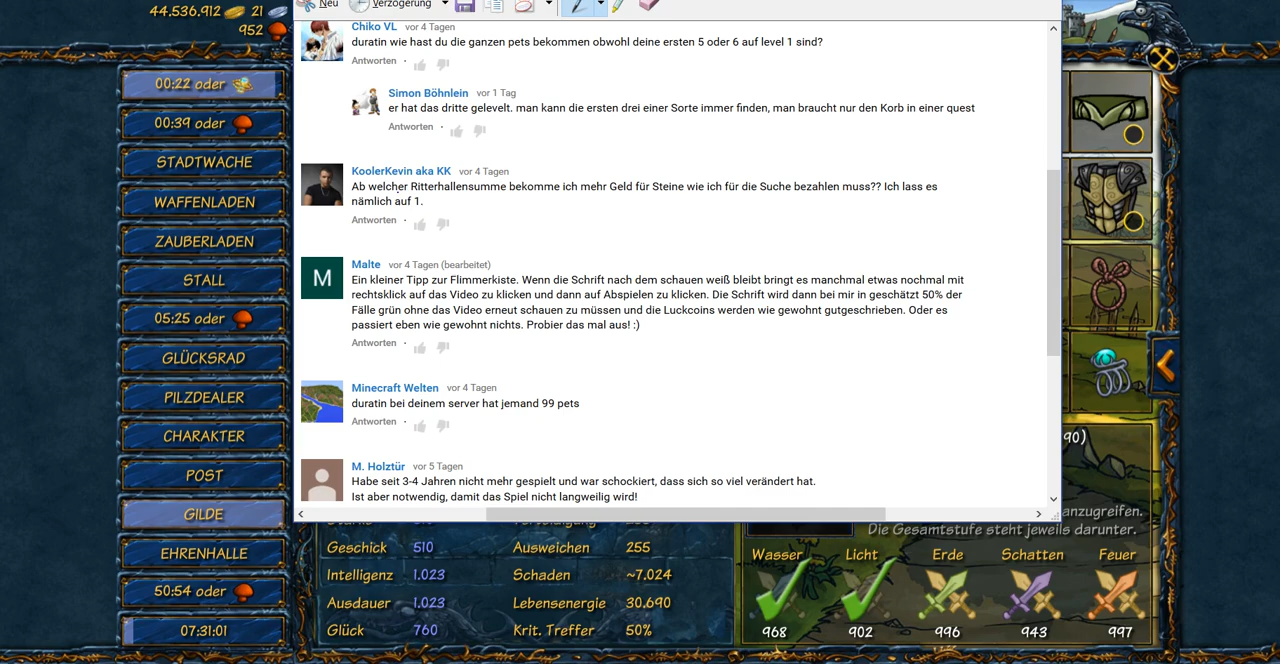 44.536.912 21
952
00:22 oder
00:39 oder
STADTWACHE
WAFFENLADEN
ZAUBERLADEN
STALL
05:25 oder
GLÜCKSRAD
PILZDEALER
CHARAKTER
POST
GILDE
EHRENHALLE
50:54 oder
07:31:01
Neu Verzögerung
Chiko VL vor 4 Tagen
duratin wie hast du die ganzen pets bekommen obwohl deine ersten 5 oder 6 auf level 1 sind?
Antworten ·
Simon Böhnlein vor 1 Tag
er hat das dritte gelevelt. man kann die ersten drei einer Sorte immer finden, man braucht nur den Korb in einer quest
Antworten ·
KoolerKevin aka KK vor 4 Tagen
Ab welcher Ritterhallensumme bekomme ich mehr Geld für Steine wie ich für die Suche bezahlen muss?? Ich lass es
nämlich auf 1.
Antworten ·
M
Malte vor 4 Tagen (bearbeitet)
Ein kleiner Tipp zur Flimmerkiste. Wenn die Schrift nach dem schauen weiß bleibt bringt es manchmal etwas nochmal mit
rechtsklick auf das Video zu klicken und dann auf Abspielen zu klicken. Die Schrift wird dann bei mir in geschätzt 50% der
Fälle grün ohne das Video erneut schauen zu müssen und die Luckcoins werden wie gewohnt gutgeschrieben. Oder es
passiert eben wie gewohnt nichts. Probier das mal aus! :)
Antworten ·
Minecraft Welten vor 4 Tagen
duratin bei deinem server hat jemand 99 pets
Antworten ·
M. Holztür vor 5 Tagen
Habe seit 3-4 Jahren nicht mehr gespielt und war schockiert, dass sich so viel verändert hat.
Ist aber notwendig, damit das Spiel nicht langweilig wird!
90)
anzugreifen.
Die Gesamtstufe steht jeweils darunter.
Geschick 510 Ausweichen 255
Intelligenz 1.023 Schaden ~7.024
Ausdauer 1.023 Lebensenergie 30.690
Glück 760 Krit. Treffer 50%
Wasser Licht Erde Schatten Feuer
968 902 996 943 997